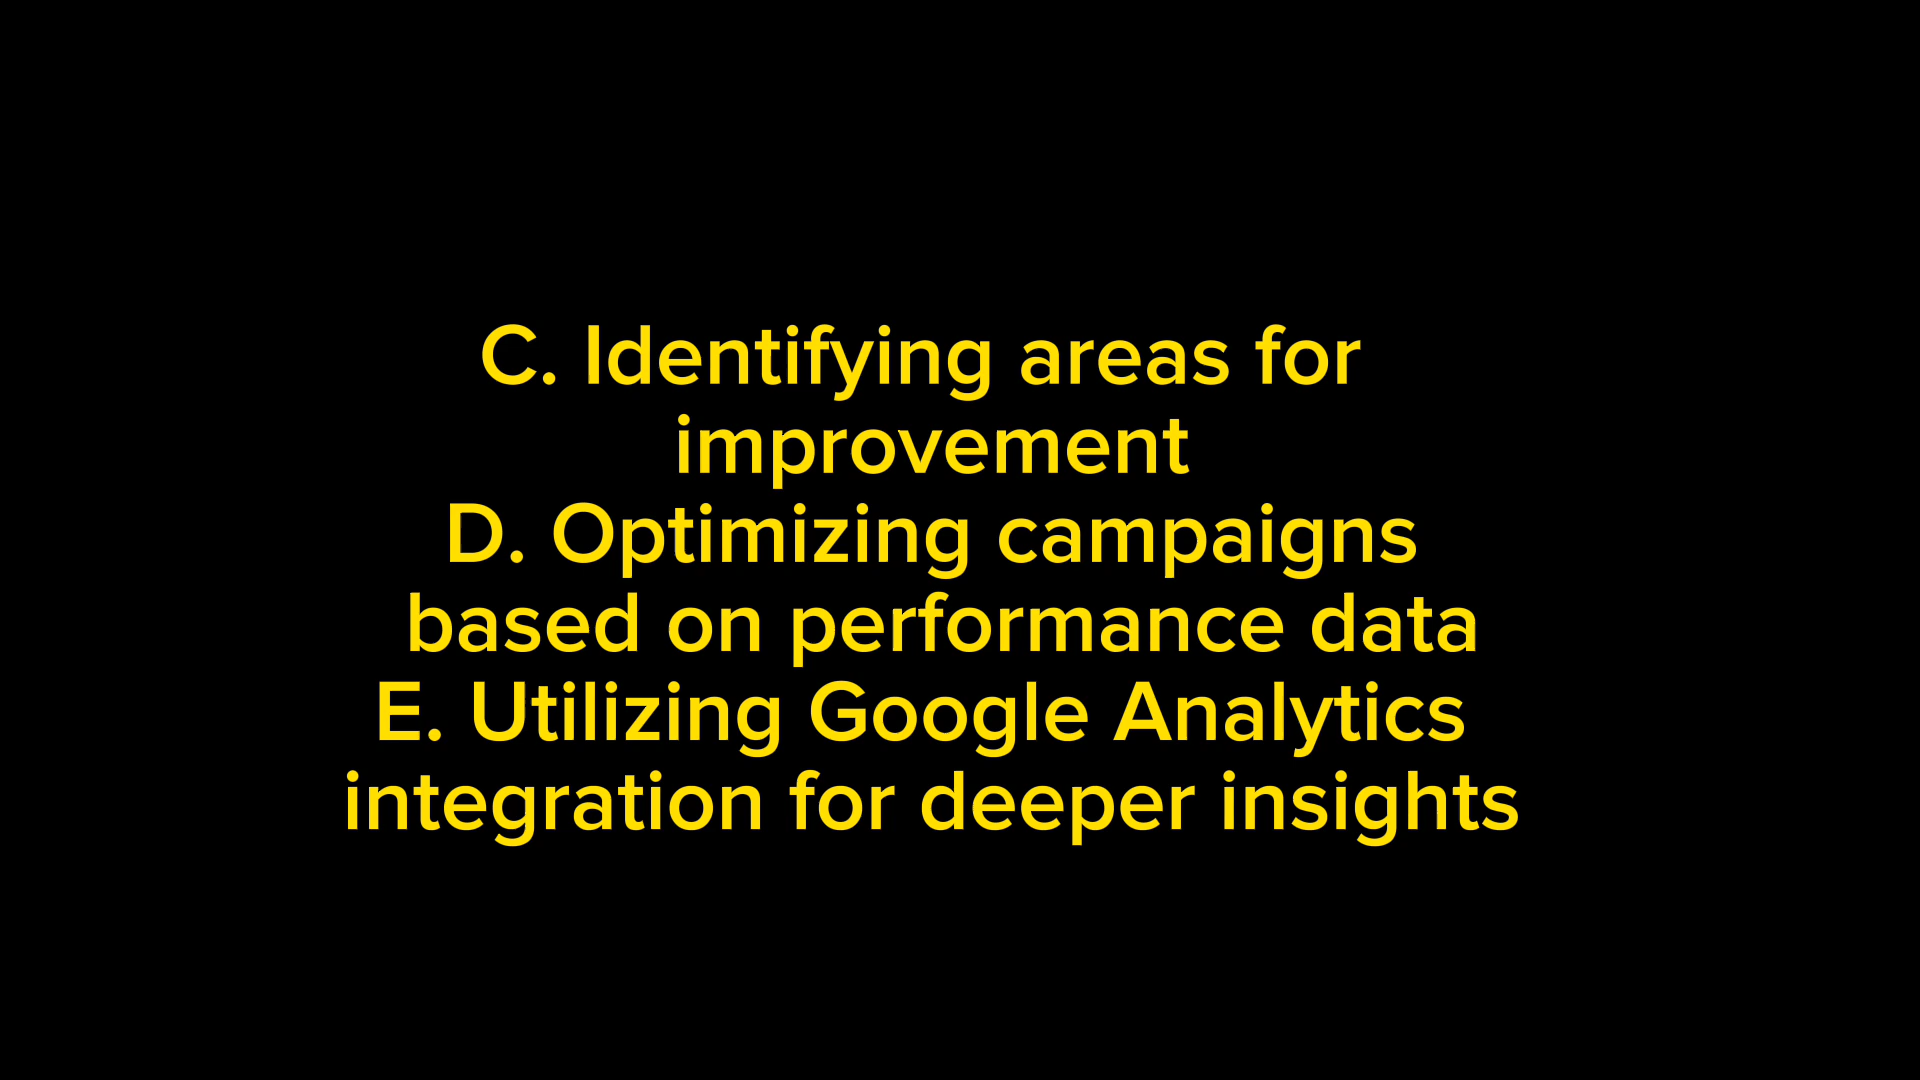 C. Identifying areas for
improvement
D. Optimizing campaigns
based on performance data
E. Utilizing Google Analytics
integration for deeper insights